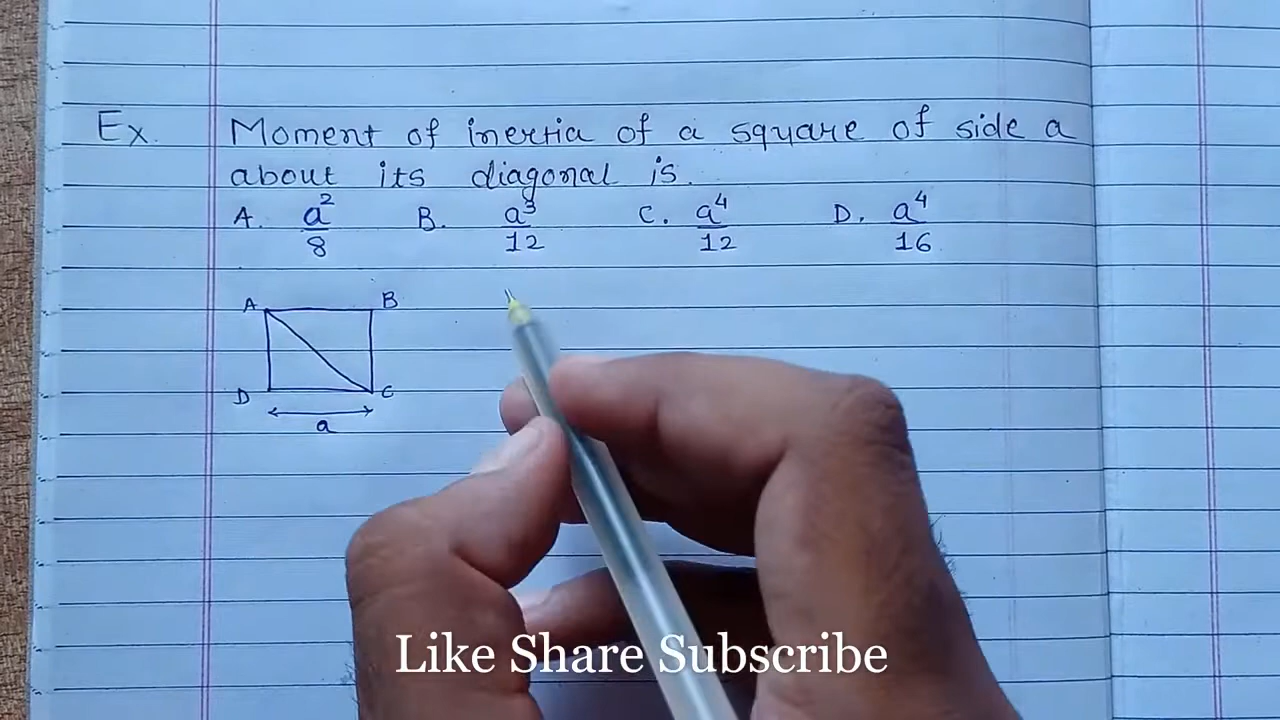 Ex. Moment of inertia of a square of side a
about its diagonal is.
A. a²/8 B. a³/12 C. a⁴/12 D. a⁴/16
A B
D C
a
Like Share Subscribe